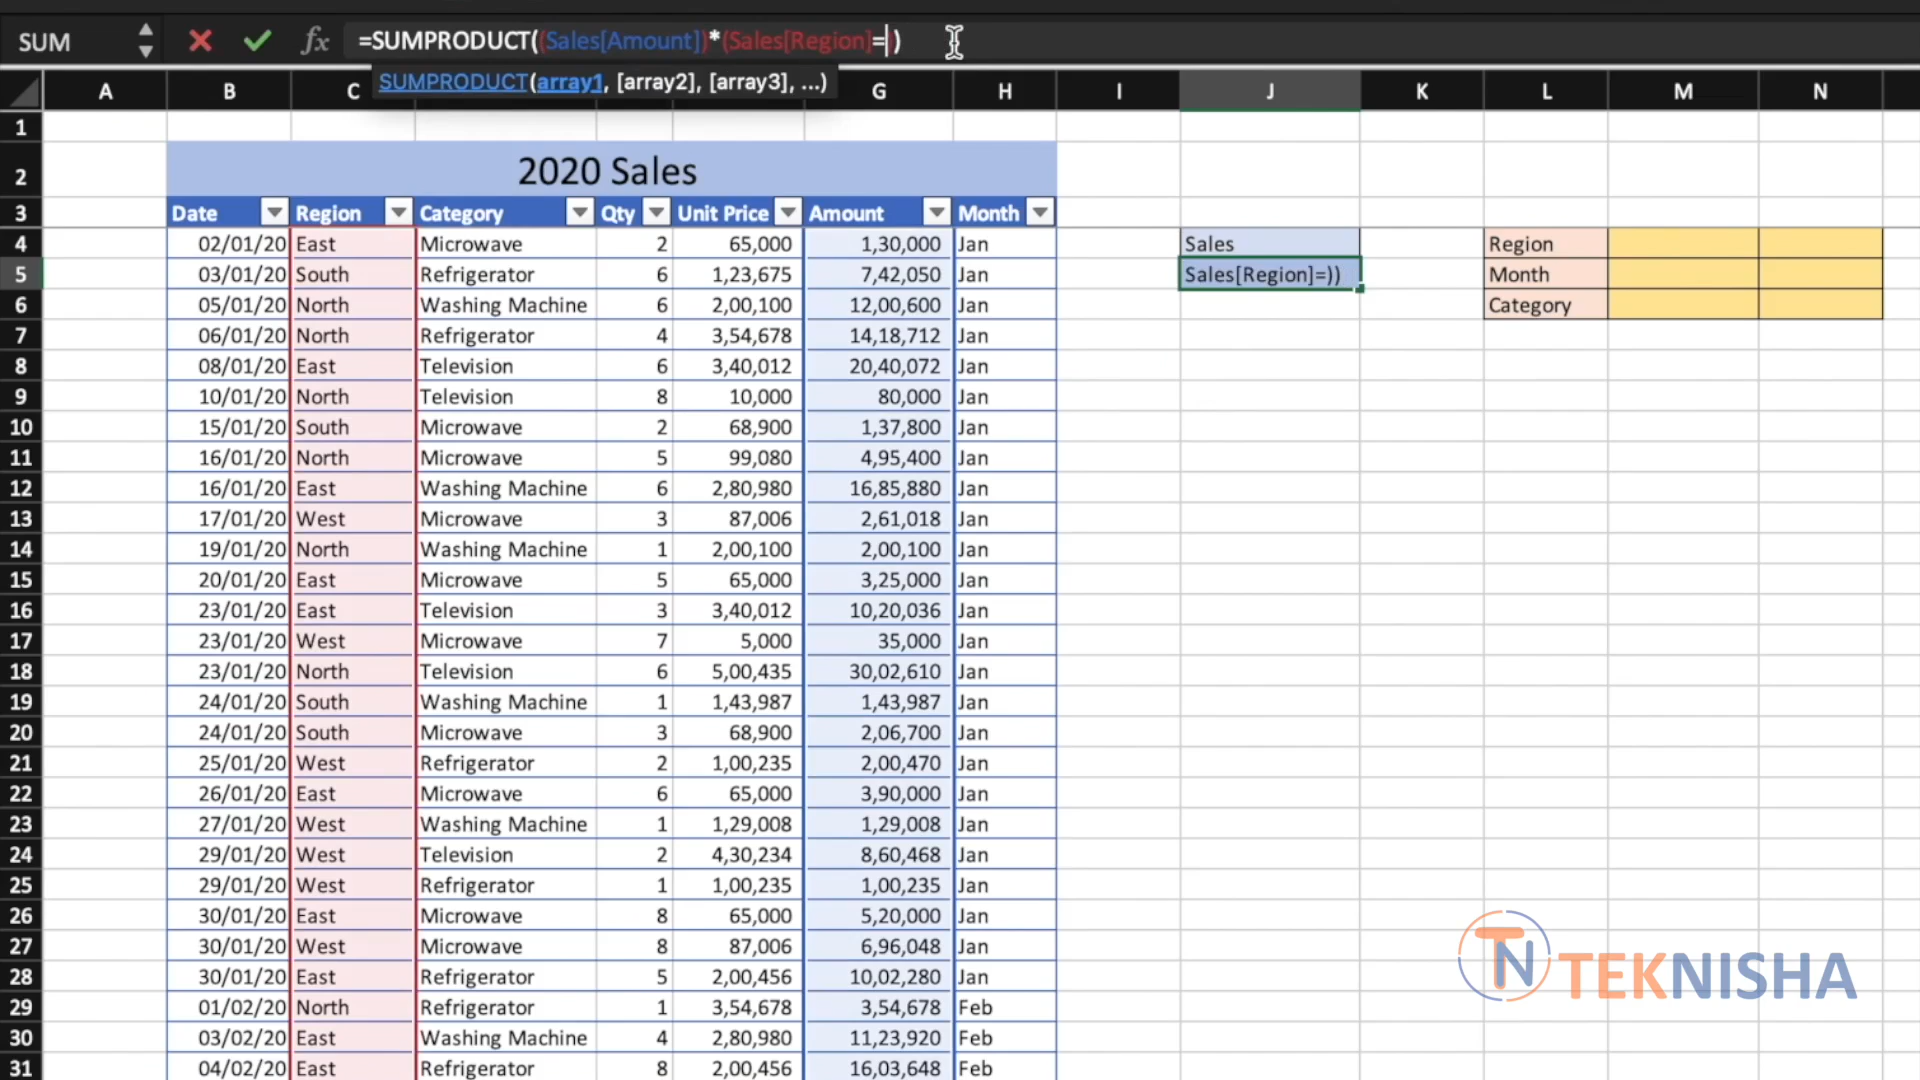 SUM fx =SUMPRODUCT((Sales[Amount])*(Sales[Region]=))
SUMPRODUCT(array1, [array2], [array3], ...)
A B C G H I J K L M N
1
2 2020 Sales
3 Date Region Category Qty Unit Price Amount Month
4 02/01/20 East Microwave 2 65,000 1,30,000 Jan Sales Region
5 03/01/20 South Refrigerator 6 1,23,675 7,42,050 Jan Sales[Region]=)) Month
6 05/01/20 North Washing Machine 6 2,00,100 12,00,600 Jan Category
7 06/01/20 North Refrigerator 4 3,54,678 14,18,712 Jan
8 08/01/20 East Television 6 3,40,012 20,40,072 Jan
9 10/01/20 North Television 8 10,000 80,000 Jan
10 15/01/20 South Microwave 2 68,900 1,37,800 Jan
11 16/01/20 North Microwave 5 99,080 4,95,400 Jan
12 16/01/20 East Washing Machine 6 2,80,980 16,85,880 Jan
13 17/01/20 West Microwave 3 87,006 2,61,018 Jan
14 19/01/20 North Washing Machine 1 2,00,100 2,00,100 Jan
15 20/01/20 East Microwave 5 65,000 3,25,000 Jan
16 23/01/20 East Television 3 3,40,012 10,20,036 Jan
17 23/01/20 West Microwave 7 5,000 35,000 Jan
18 23/01/20 North Television 6 5,00,435 30,02,610 Jan
19 24/01/20 South Washing Machine 1 1,43,987 1,43,987 Jan
20 24/01/20 South Microwave 3 68,900 2,06,700 Jan
21 25/01/20 West Refrigerator 2 1,00,235 2,00,470 Jan
22 26/01/20 East Microwave 6 65,000 3,90,000 Jan
23 27/01/20 West Washing Machine 1 1,29,008 1,29,008 Jan
24 29/01/20 West Television 2 4,30,234 8,60,468 Jan
25 29/01/20 West Refrigerator 1 1,00,235 1,00,235 Jan
26 30/01/20 East Microwave 8 65,000 5,20,000 Jan
27 30/01/20 West Microwave 8 87,006 6,96,048 Jan
28 30/01/20 East Refrigerator 5 2,00,456 10,02,280 Jan
29 01/02/20 North Refrigerator 1 3,54,678 3,54,678 Feb
30 03/02/20 East Washing Machine 4 2,80,980 11,23,920 Feb
31 04/02/20 East Refrigerator 8 2,00,456 16,03,648 Feb
TN TEKNISHA